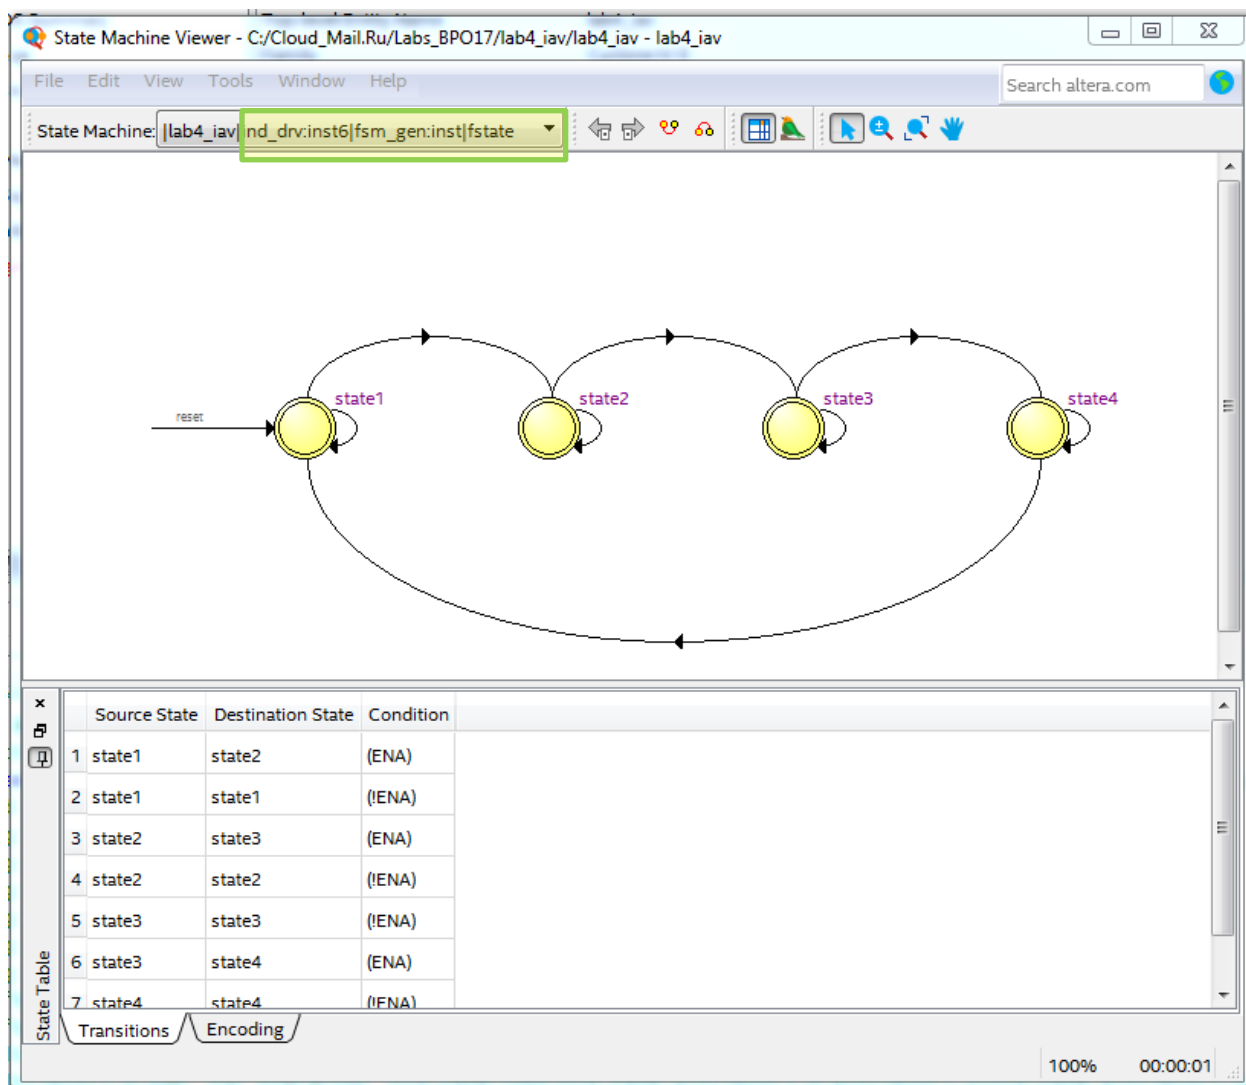 State Machine Viewer - C:/Cloud_Mail.Ru/Labs_BPO17/lab4_iav/lab4_iav - lab4_iav
File Edit View Tools Window Help
Search altera.com
State Machine: |lab4_iav|ind_drv:inst6|fsm_gen:inst|fstate
state1 state2 state3 state4
reset
Source State Destination State Condition
1 state1 state2 (ENA)
2 state1 state1 (!ENA)
3 state2 state3 (ENA)
4 state2 state2 (!ENA)
5 state3 state3 (!ENA)
6 state3 state4 (ENA)
7 state4 state4 (!ENA)
State Table
Transitions Encoding
100% 00:00:01